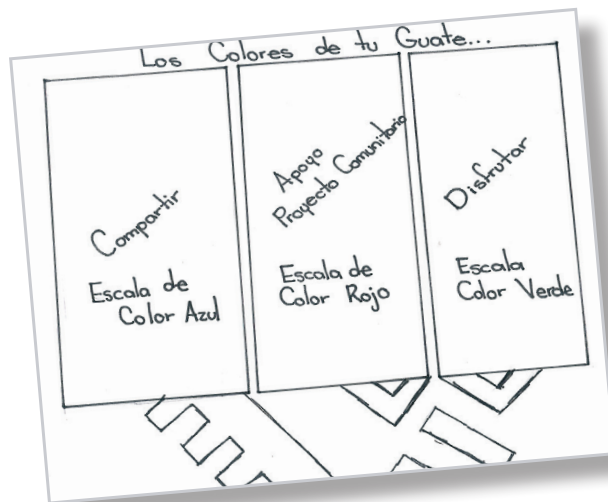 Los Colores de tu Guate...
Compartir
Escala de
Color Azul
Apoyo
Proyecto Comunitario
Escala de
Color Rojo
Disfrutar
Escala
Color Verde